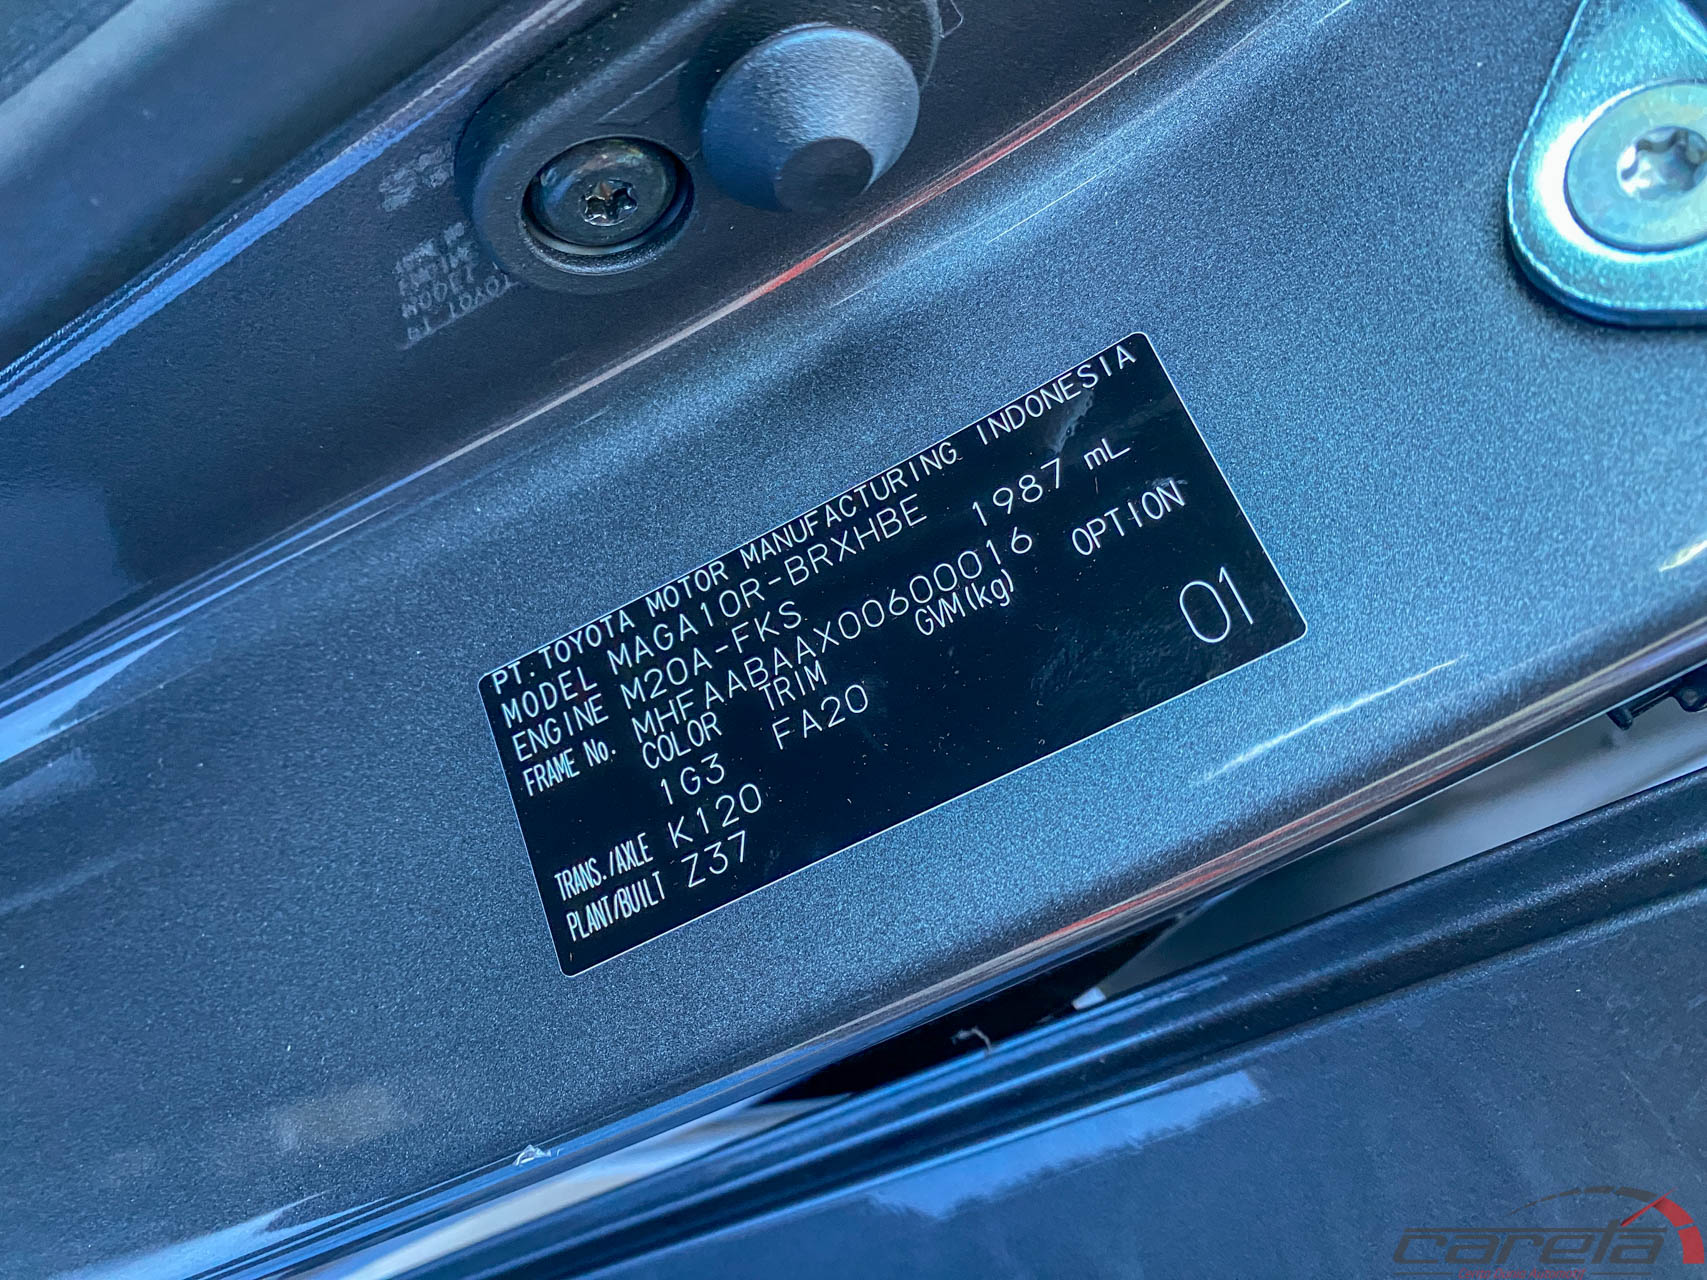 PT. TOYOTA MOTOR MANUFACTURING INDONESIA
MODEL MAGA10R-BRXHBE
ENGINE M20A-FKS 1987 mL
FRAME No. MHFAABAAX00600016
COLOR TRIM GVM(kg) OPTION
1G3 FA20 01
TRANS./AXLE K120
PLANT/BUILT Z37
careta